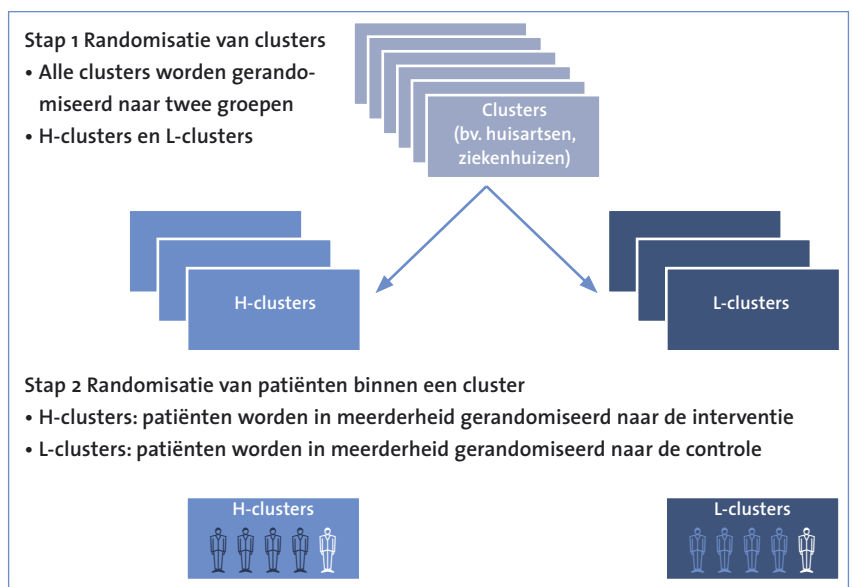 Stap 1 Randomisatie van clusters
• Alle clusters worden gerando-
miseerd naar twee groepen
• H-clusters en L-clusters
Clusters
(bv. huisartsen,
ziekenhuizen)
H-clusters
L-clusters
Stap 2 Randomisatie van patiënten binnen een cluster
• H-clusters: patiënten worden in meerderheid gerandomiseerd naar de interventie
• L-clusters: patiënten worden in meerderheid gerandomiseerd naar de controle
H-clusters
L-clusters